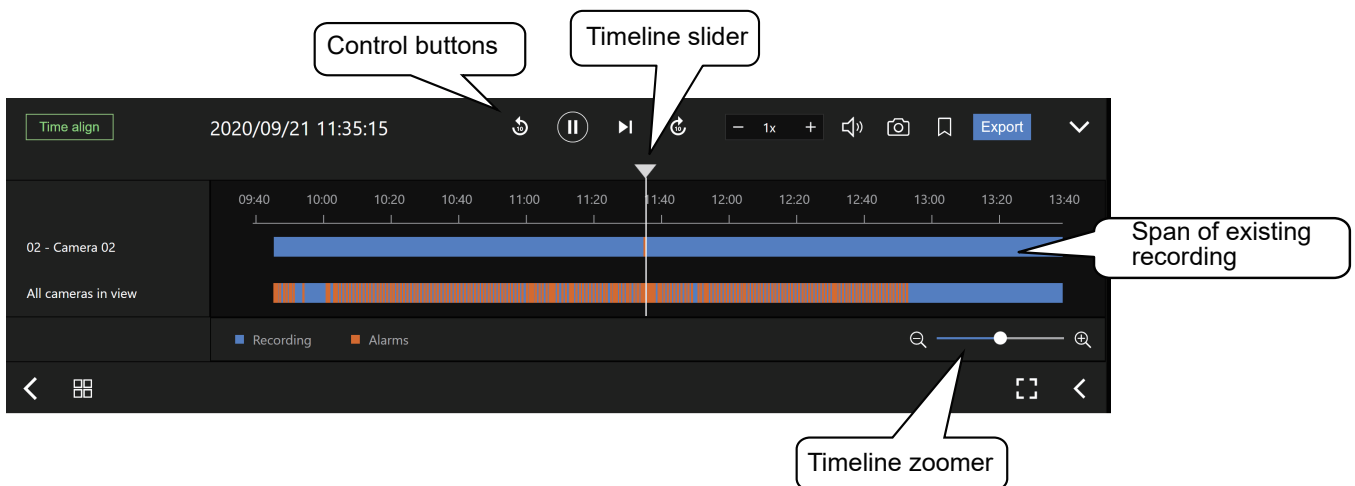 Control buttons
Timeline slider
Time align
2020/09/21 11:35:15
10
10
− 1x +
Export
09:40 10:00 10:20 10:40 11:00 11:20 11:40 12:00 12:20 12:40 13:00 13:20 13:40
02 - Camera 02
Span of existing
recording
All cameras in view
Recording
Alarms
Timeline zoomer